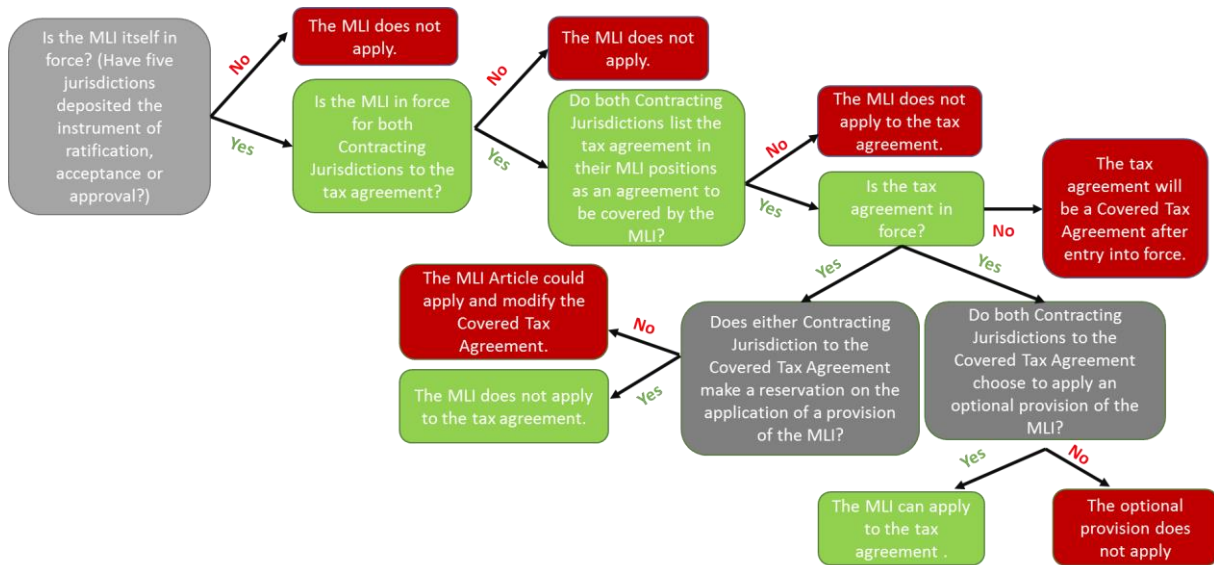 Is the MLI itself in
force? (Have five
jurisdictions
deposited the
instrument of
ratification,
acceptance or
approval?)
No
Yes
The MLI does not
apply.
Is the MLI in force
for both
Contracting
Jurisdictions to the
tax agreement?
No
Yes
The MLI does not
apply.
Do both Contracting
Jurisdictions list the
tax agreement in
their MLI positions
as an agreement to
be covered by the
MLI?
No
Yes
The MLI does not
apply to the tax
agreement.
Is the tax
agreement in
force?
No
The tax
agreement will
be a Covered Tax
Agreement after
entry into force.
Yes
Yes
Does either Contracting
Jurisdiction to the
Covered Tax Agreement
make a reservation on the
application of a provision
of the MLI?
No
Yes
The MLI Article could
apply and modify the
Covered Tax
Agreement.
The MLI does not apply
to the tax agreement.
Do both Contracting
Jurisdictions to the
Covered Tax Agreement
choose to apply an
optional provision of the
MLI?
Yes
No
The MLI can apply
to the tax
agreement .
The optional
provision does
not apply